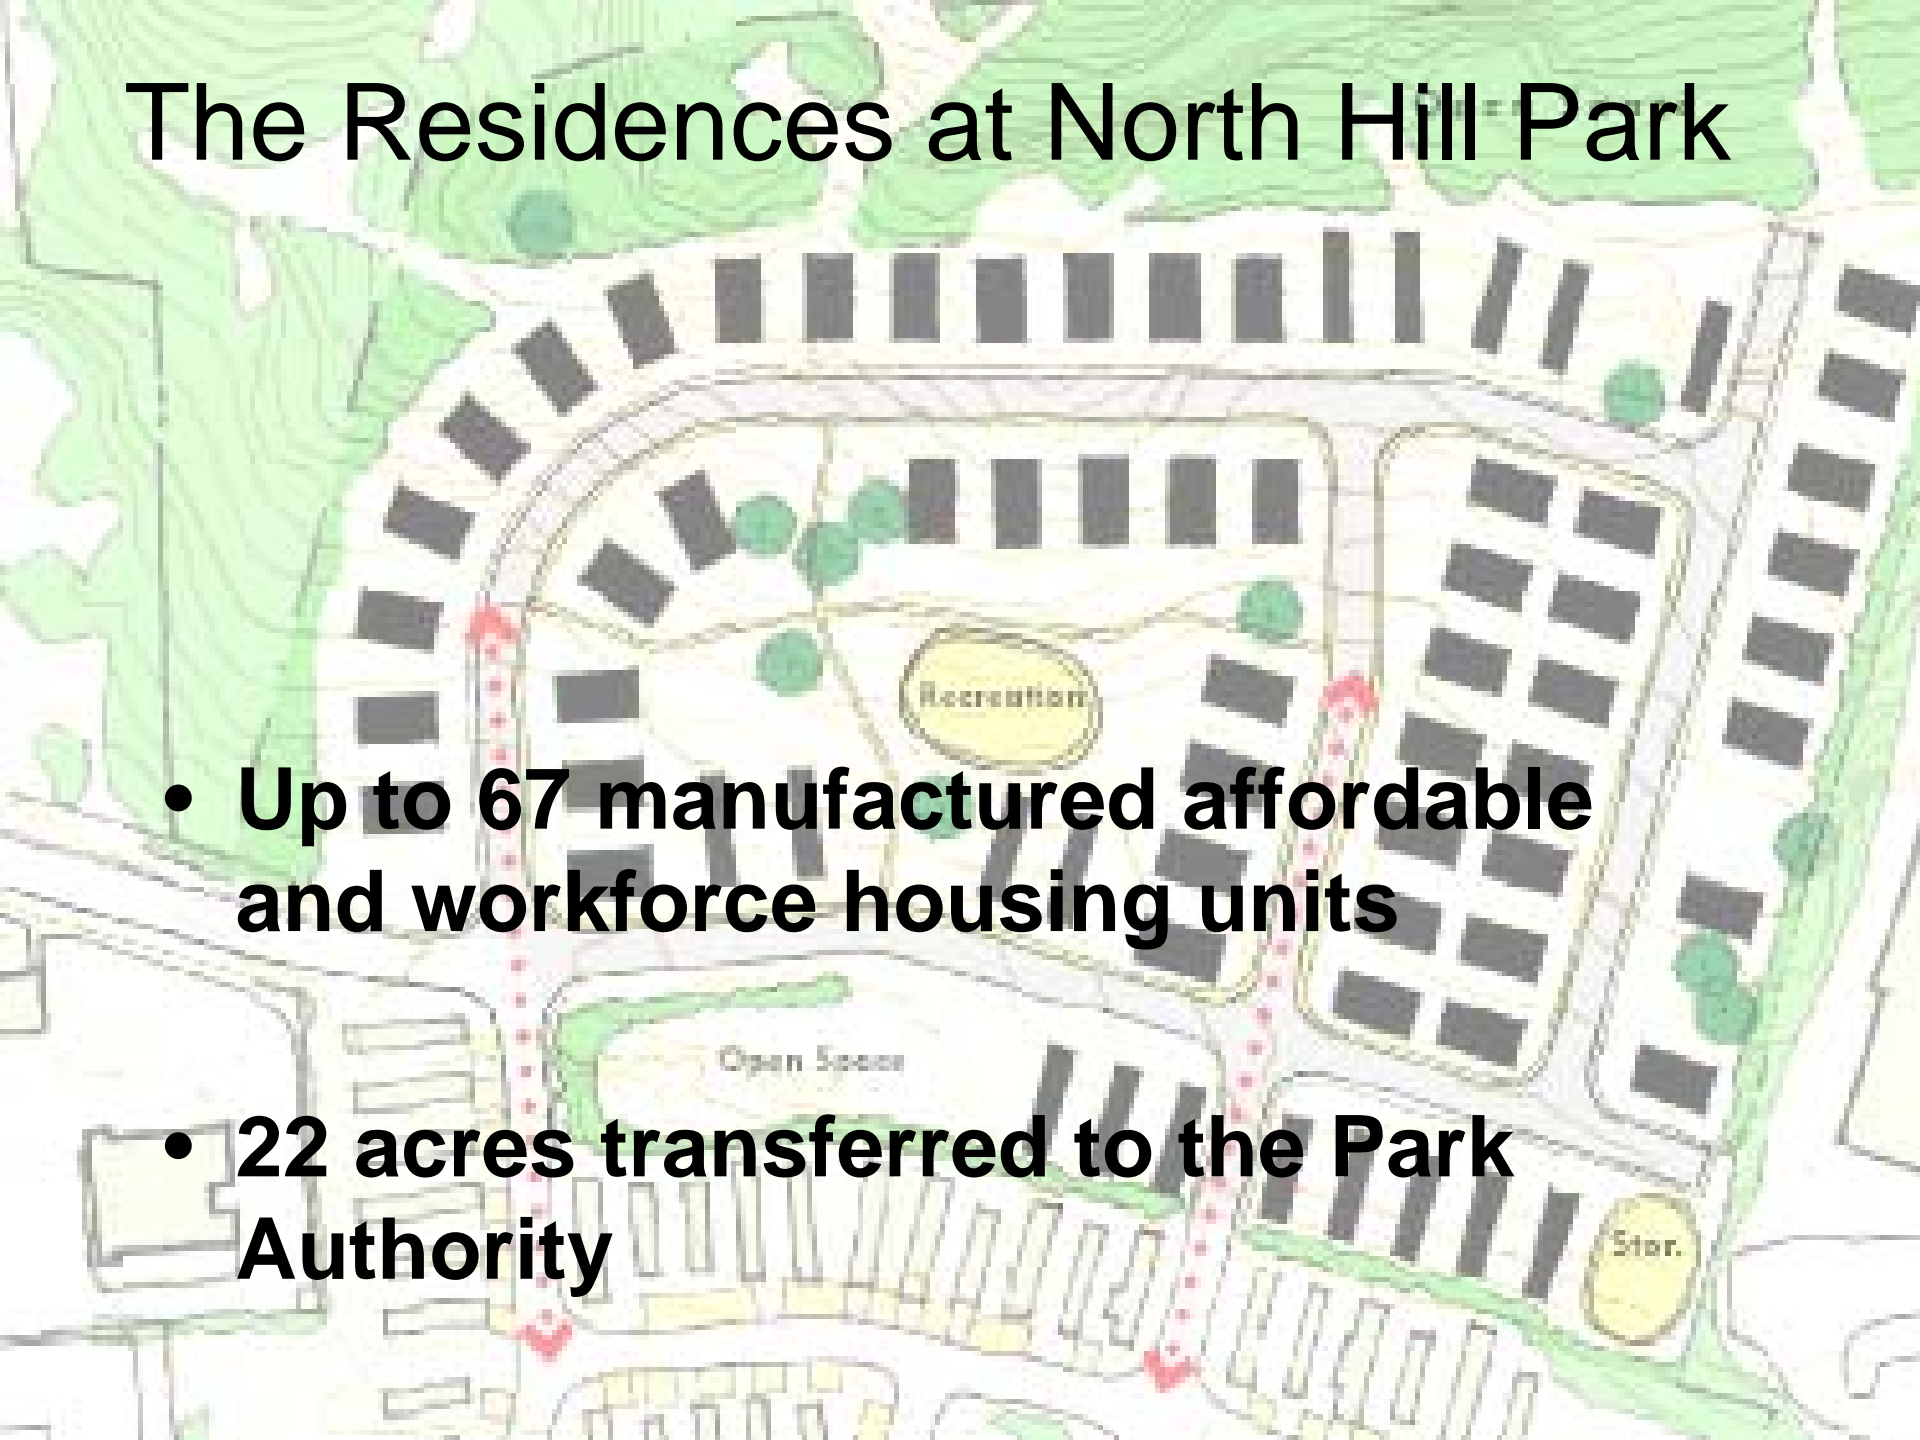 The Residences at North Hill Park
Recreation
• Up to 67 manufactured affordable
and workforce housing units
Open Space
• 22 acres transferred to the Park
Authority
Stor.